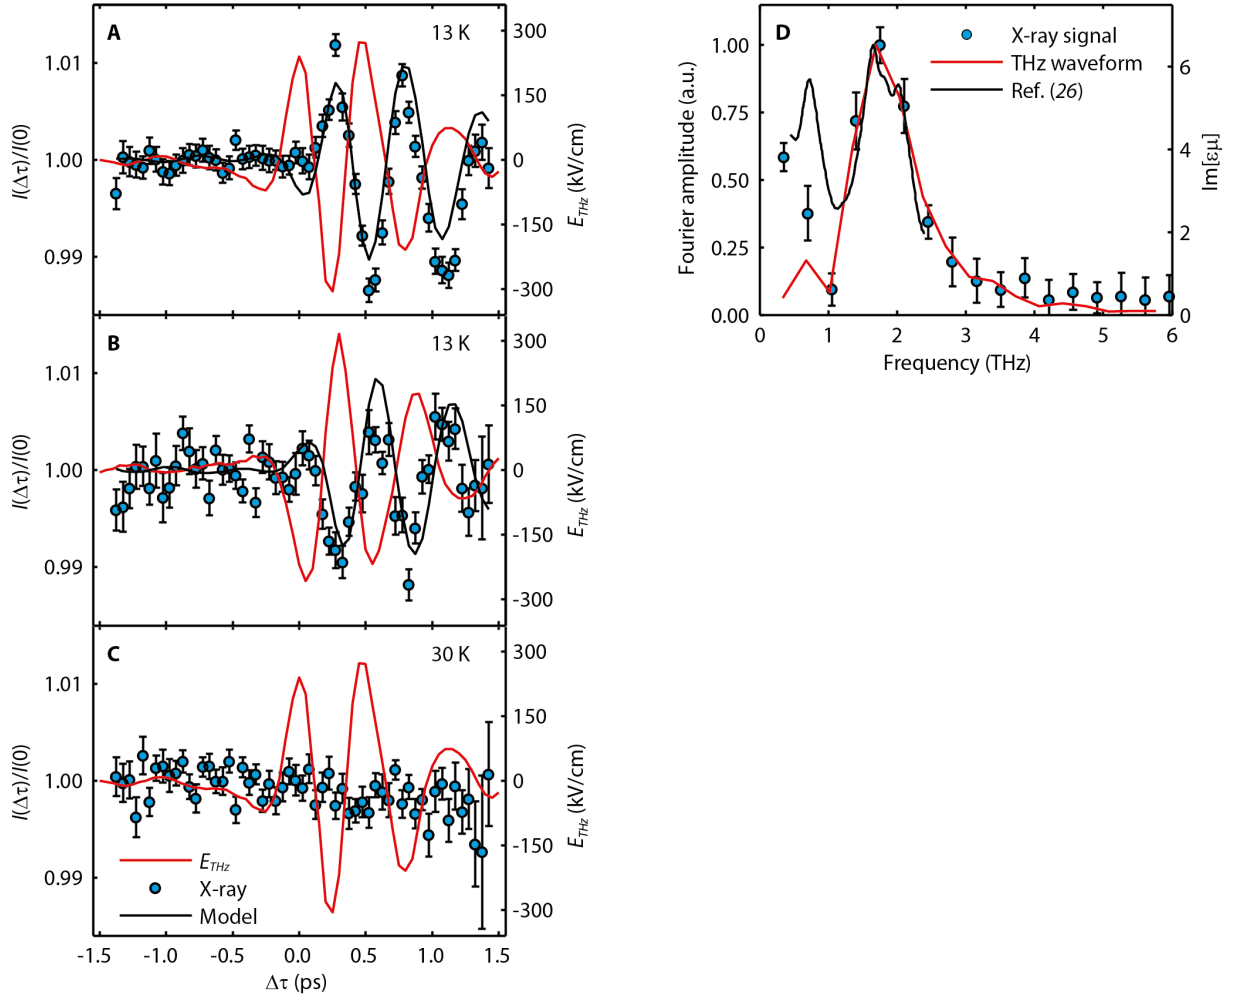 A
13 K
1.01
1.00
0.99
I(Δτ)/I(0)
300
150
0
-150
-300
E_THz (kV/cm)
B
13 K
1.01
1.00
0.99
I(Δτ)/I(0)
300
150
0
-150
-300
E_THz (kV/cm)
C
30 K
1.01
1.00
0.99
I(Δτ)/I(0)
300
150
0
-150
-300
E_THz (kV/cm)
E_THz
X-ray
Model
-1.5 -1.0 -0.5 0.0 0.5 1.0 1.5
Δτ (ps)
D
X-ray signal
THz waveform
Ref. (26)
1.00
0.75
0.50
0.25
0.00
Fourier amplitude (a.u.)
6
4
2
0
Im[εμ]
0 1 2 3 4 5 6
Frequency (THz)